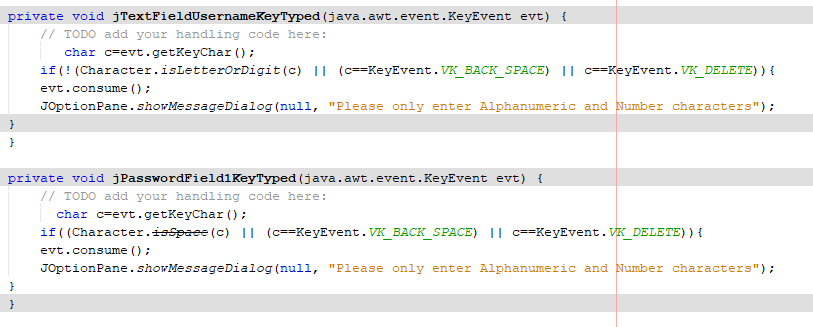 private void jTextFieldUsernameKeyTyped(java.awt.event.KeyEvent evt) {
// TODO add your handling code here:
char c=evt.getKeyChar();
if(!(Character.isLetterOrDigit(c) || (c==KeyEvent.VK_BACK_SPACE) || c==KeyEvent.VK_DELETE)){
evt.consume();
JOptionPane.showMessageDialog(null, "Please only enter Alphanumeric and Number characters");
}
}
private void jPasswordField1KeyTyped(java.awt.event.KeyEvent evt) {
// TODO add your handling code here:
char c=evt.getKeyChar();
if((Character.isSpace(c) || (c==KeyEvent.VK_BACK_SPACE) || c==KeyEvent.VK_DELETE)){
evt.consume();
JOptionPane.showMessageDialog(null, "Please only enter Alphanumeric and Number characters");
}
}